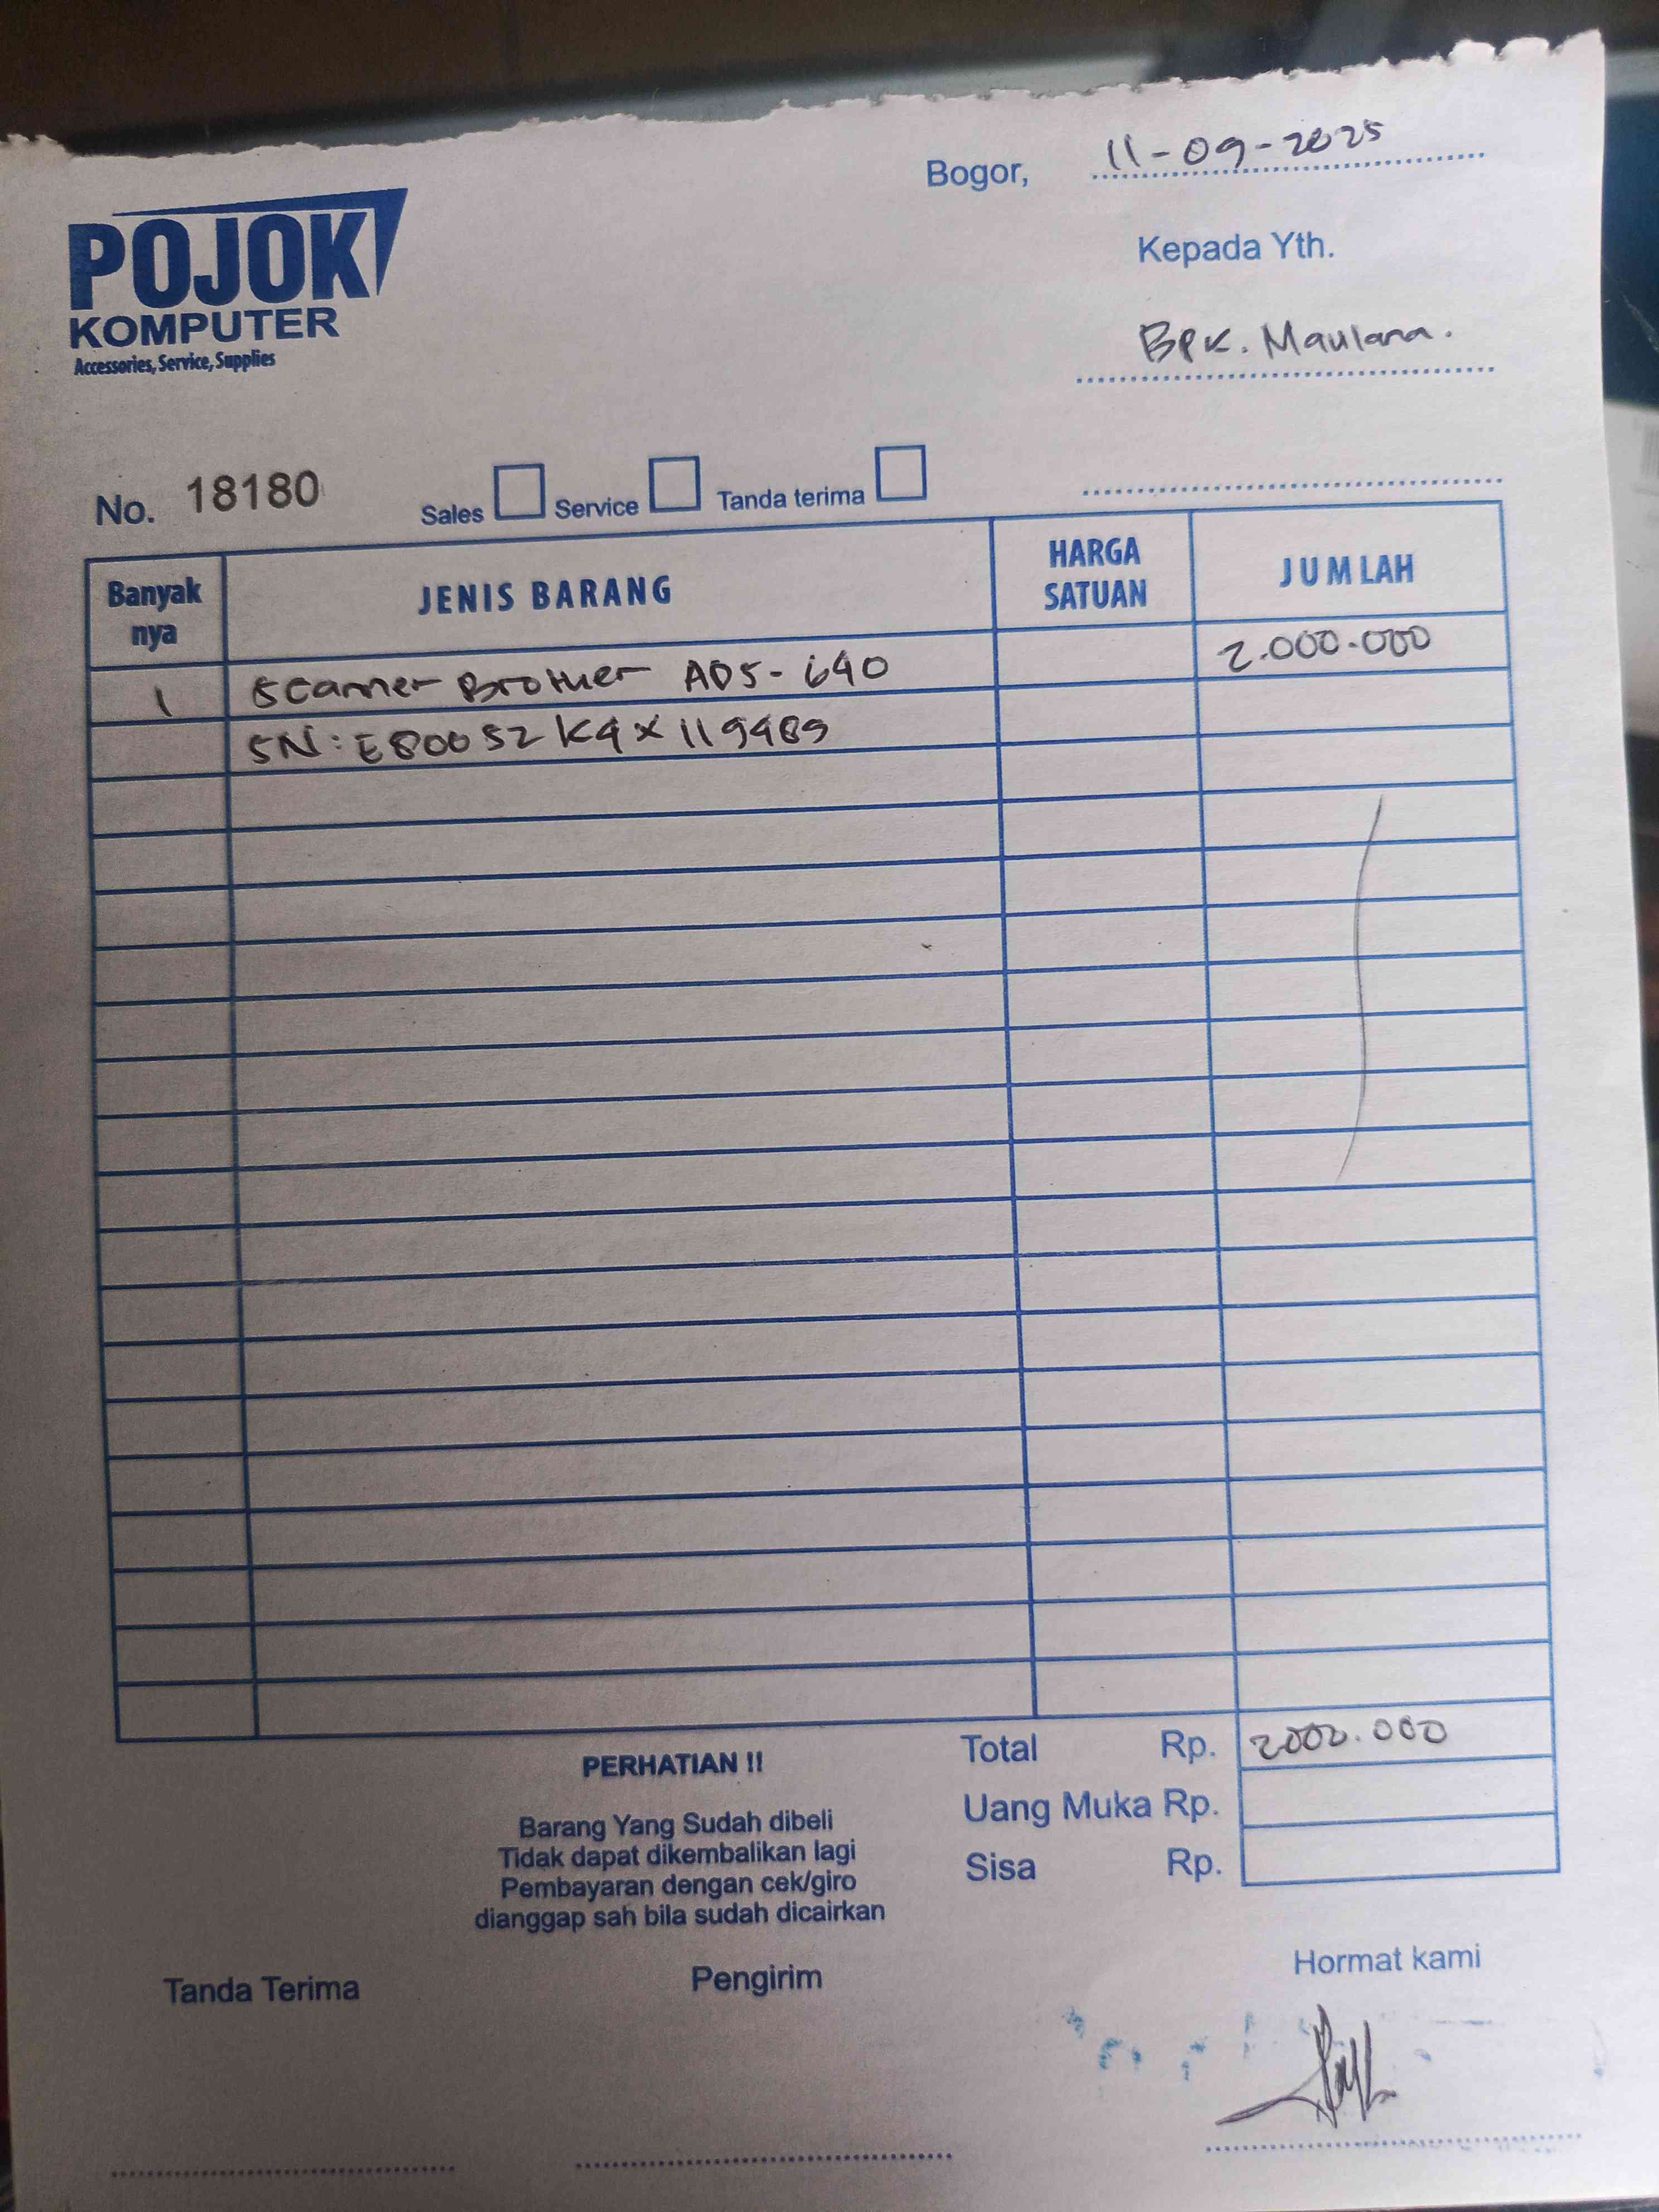 Bogor, 11-09-2025
POJOK
KOMPUTER
Accessories, Service, Supplies
Kepada Yth.
Bpk. Maulana.
No. 18180 Sales Service Tanda terima
Banyak nya JENIS BARANG HARGA SATUAN JUMLAH
1 Scanner Brother ADS-640 2.000.000
SN: E80052K4X119489
Total Rp. 2000.000
Uang Muka Rp.
Sisa Rp.
PERHATIAN !!
Barang Yang Sudah dibeli
Tidak dapat dikembalikan lagi
Pembayaran dengan cek/giro
dianggap sah bila sudah dicairkan
Tanda Terima Pengirim Hormat kami